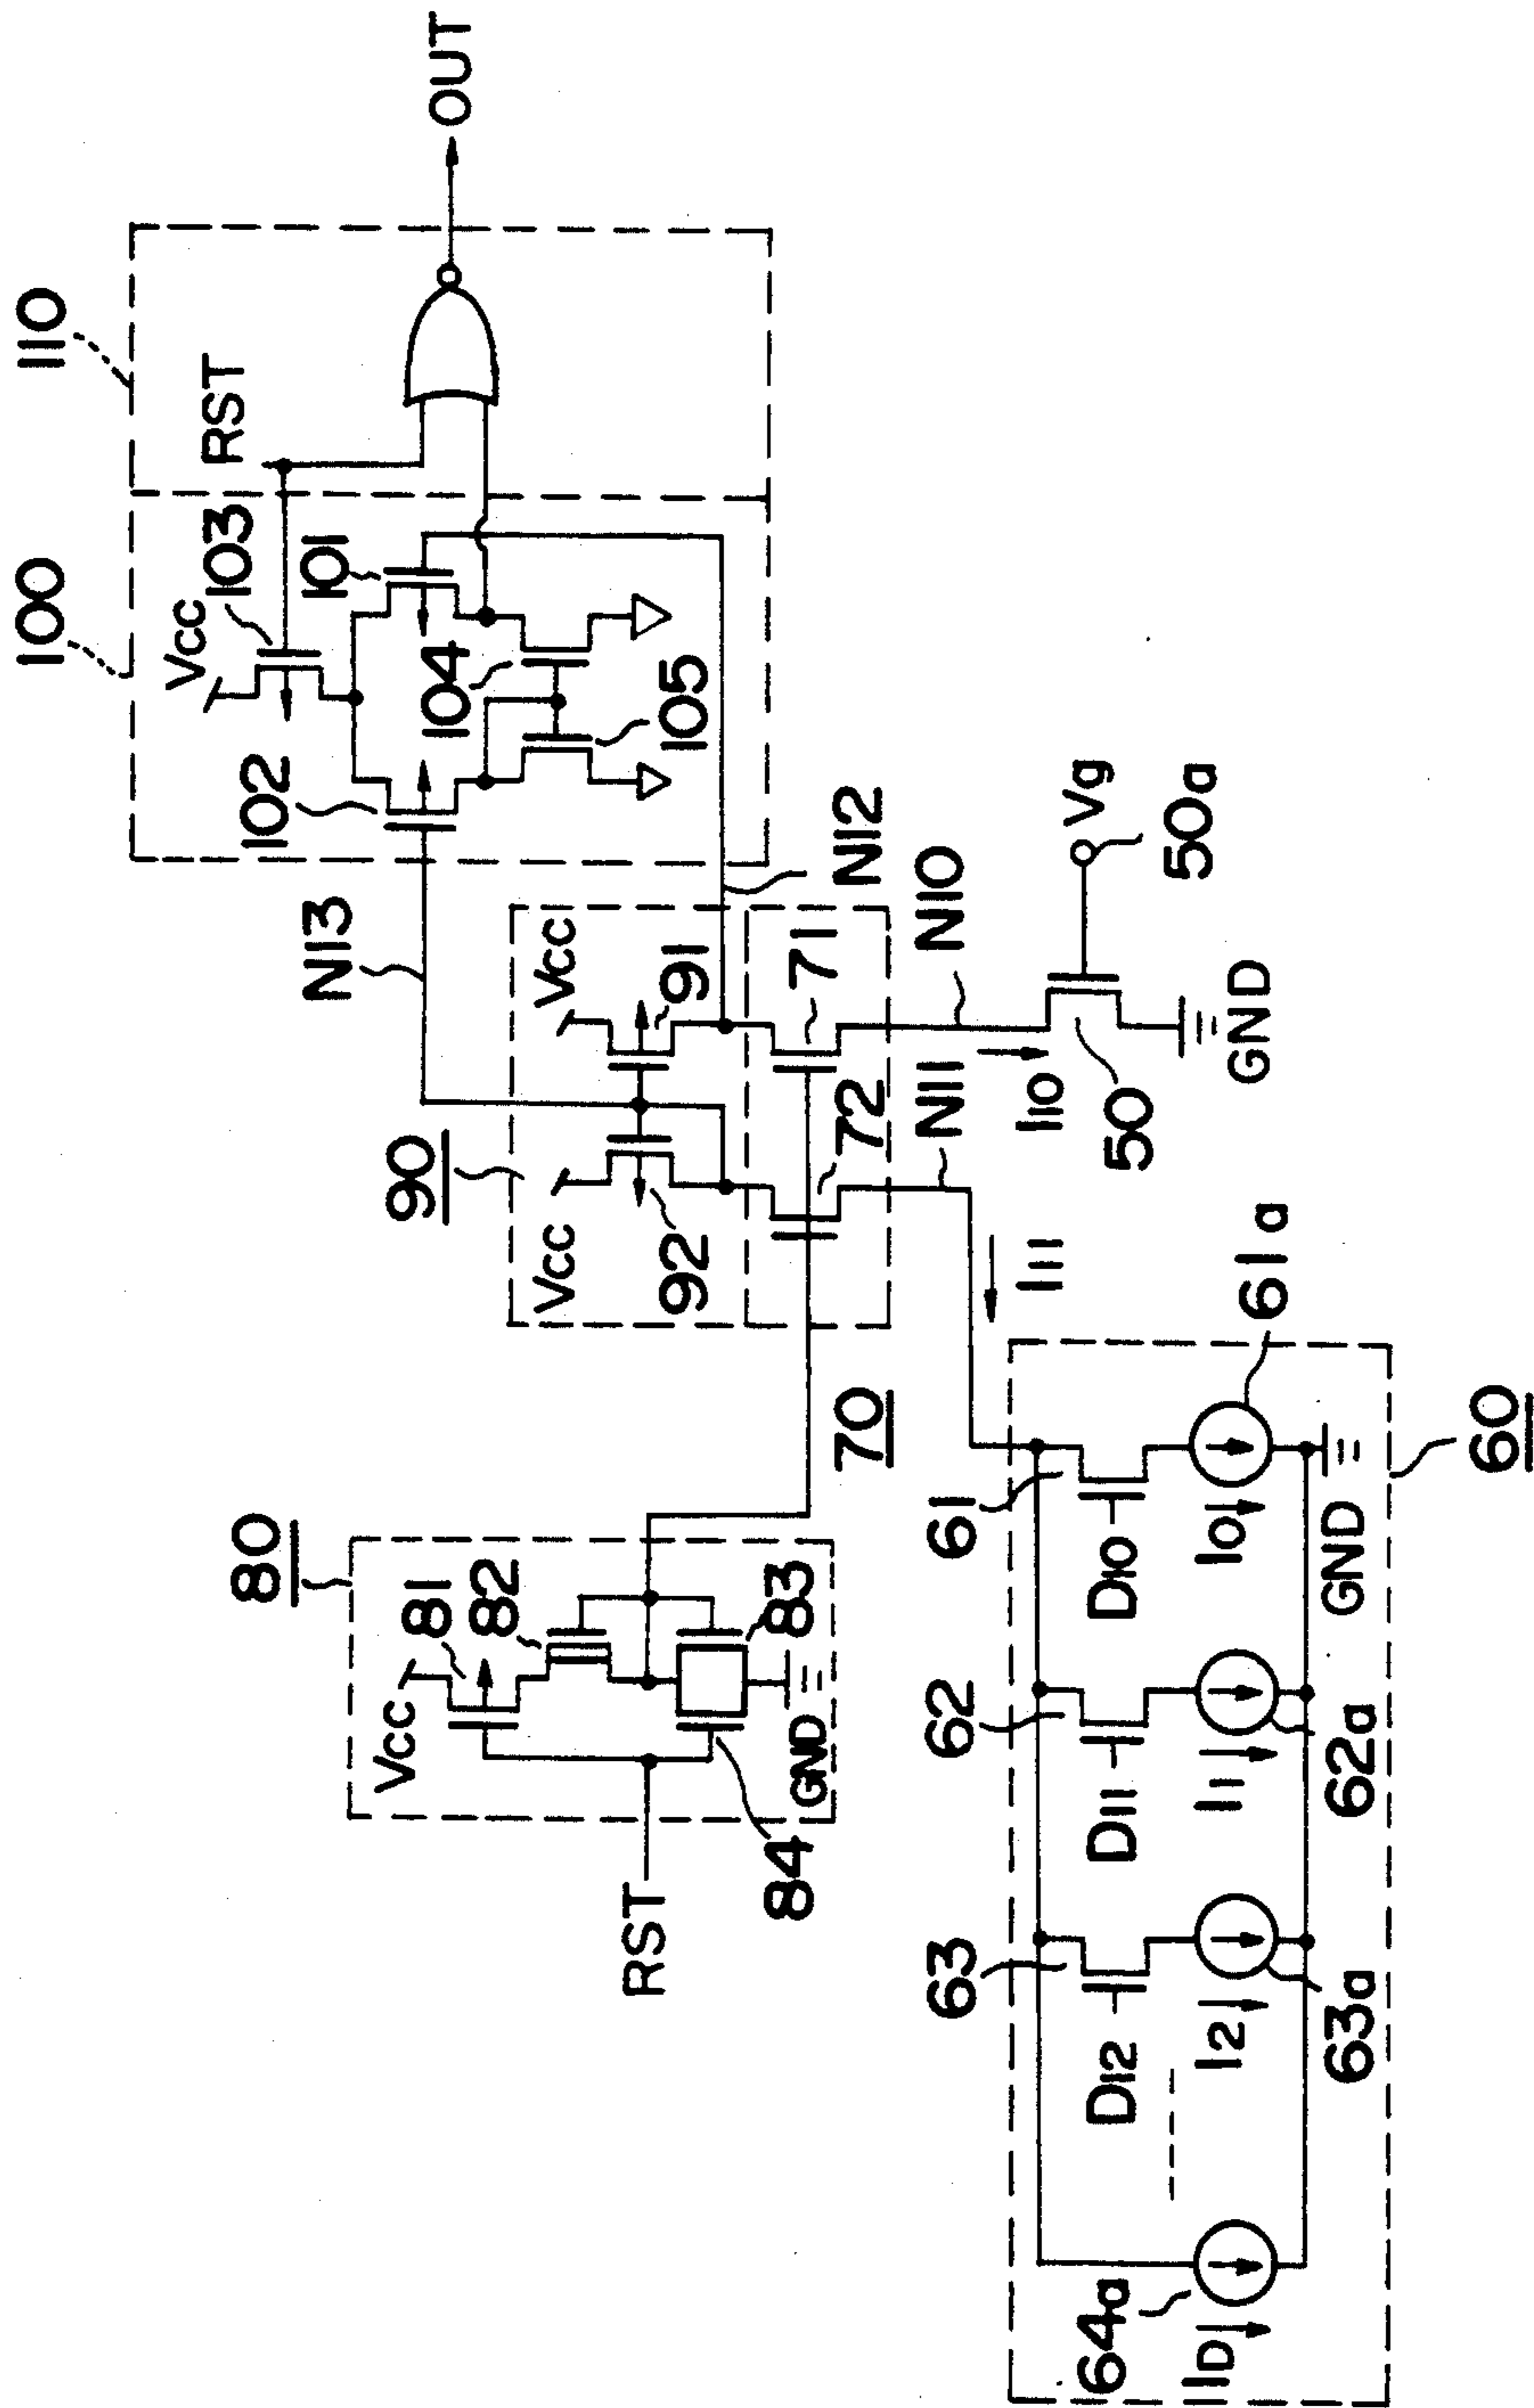 100
110
Vcc
103
RST
102
101
OUT
104
105
N13
80
90
Vcc
81
82
Vcc
Vcc
RST
92
91
N12
83
84
GND
70
72
71
N11
N10
I10
Vg
50a
50
GND
I11
63
62
61
D12
D11
D10
64a
ID
I2
I1
I0
61a
63a
62a
GND
60